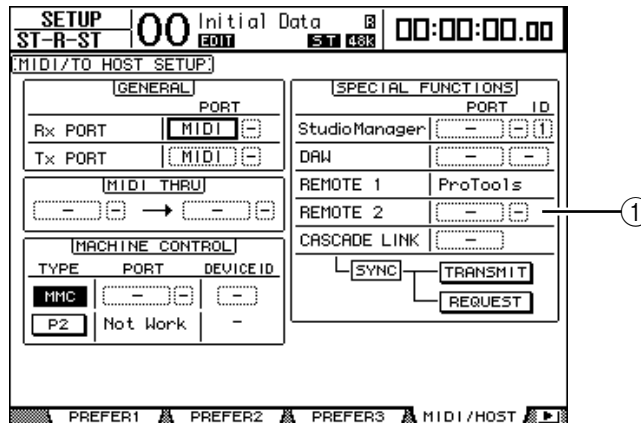 SETUP
ST-R-ST
00 Initial Data
EDIT
ST 48K
00:00:00.00
MIDI/TO HOST SETUP
GENERAL
PORT
Rx PORT MIDI -
Tx PORT MIDI -
MIDI THRU
- - → - -
MACHINE CONTROL
TYPE PORT DEVICE ID
MMC - - -
P2 Not Work -
SPECIAL FUNCTIONS
PORT ID
StudioManager - - 1
DAW - -
REMOTE 1 ProTools
REMOTE 2 - -
CASCADE LINK -
SYNC TRANSMIT
REQUEST
1
PREFER1 PREFER2 PREFER3 MIDI/HOST